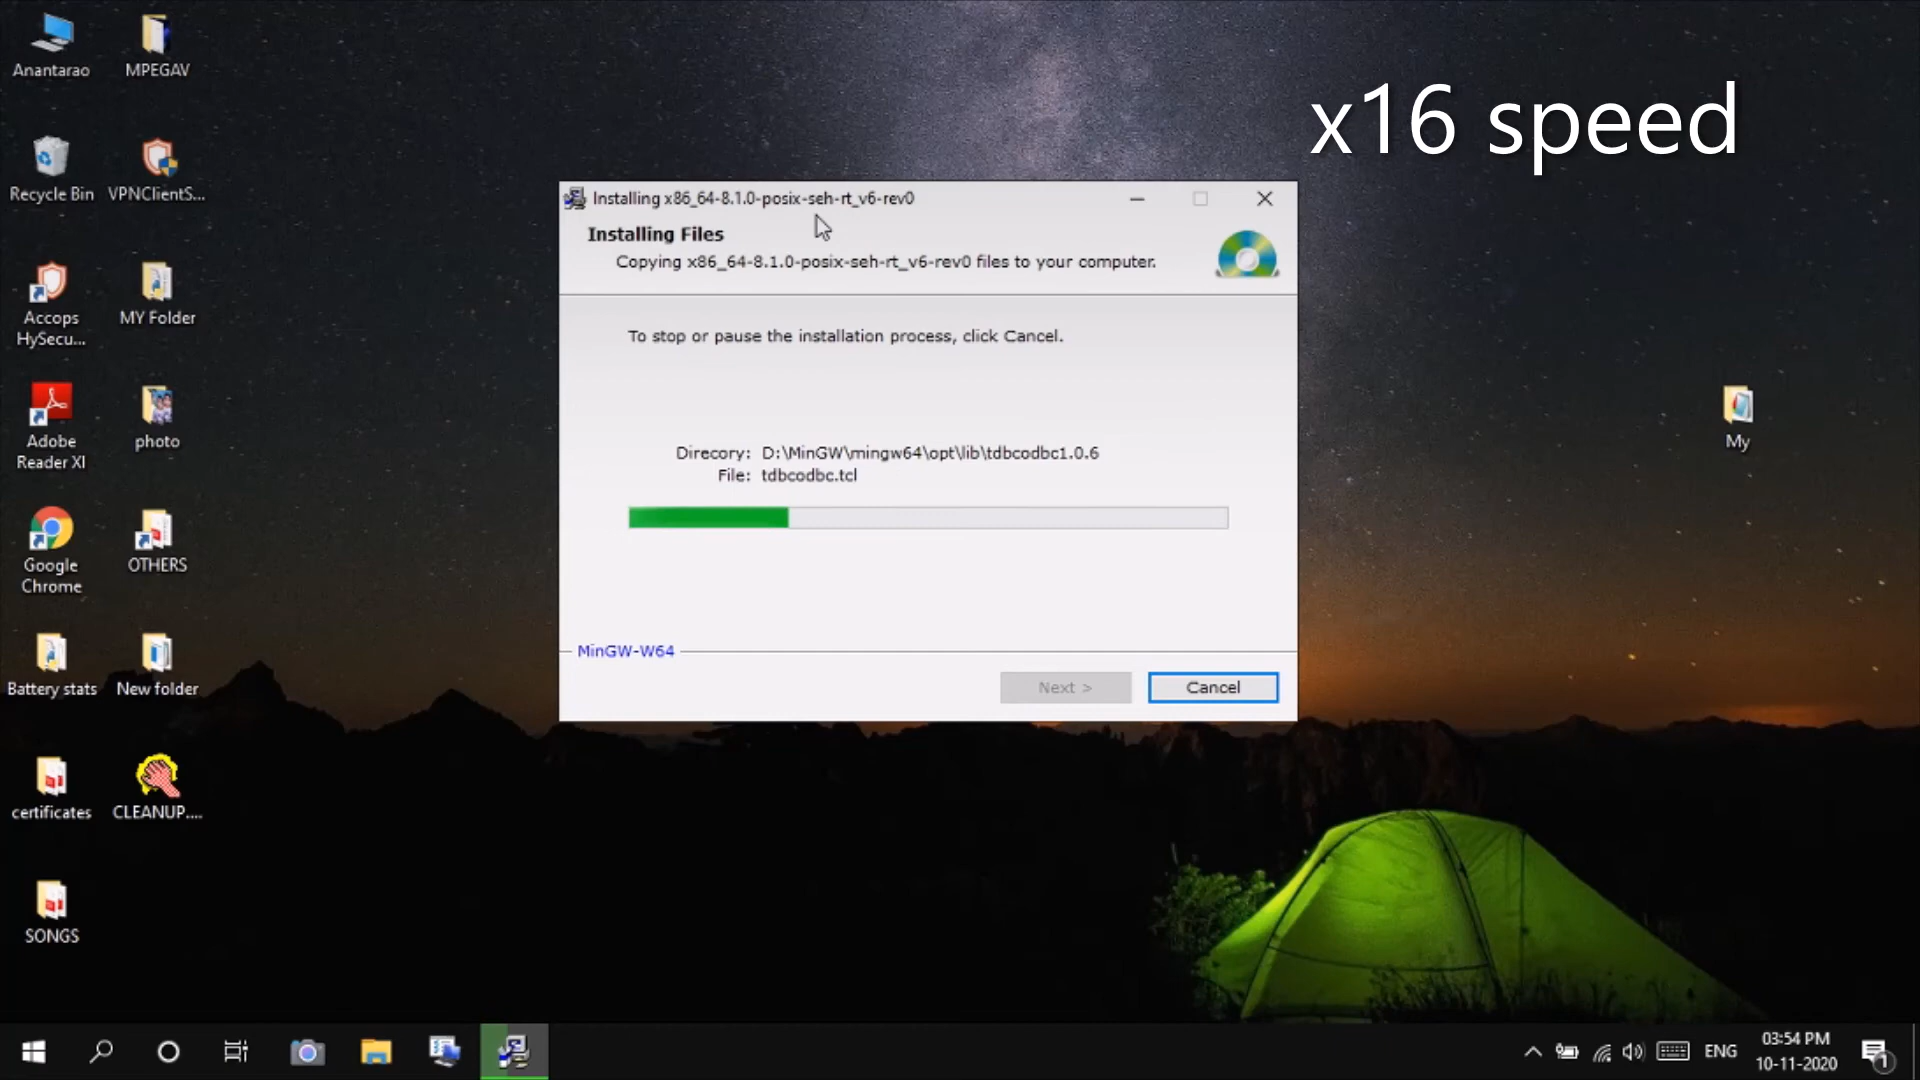 Anantarao
MPEGAV
x16 speed
Recycle Bin
VPNClientS...
Installing x86_64-8.1.0-posix-seh-rt_v6-rev0
Installing Files
Copying x86_64-8.1.0-posix-seh-rt_v6-rev0 files to your computer.
Accops
HySecu...
MY Folder
To stop or pause the installation process, click Cancel.
Adobe
Reader XI
photo
My
Direcory: D:\MinGW\mingw64\opt\lib\tdbcodbc1.0.6
File: tdbcodbc.tcl
Google
Chrome
OTHERS
MinGW-W64
Battery stats
New folder
Next >
Cancel
certificates
CLEANUP....
SONGS
ENG
03:54 PM
10-11-2020
1